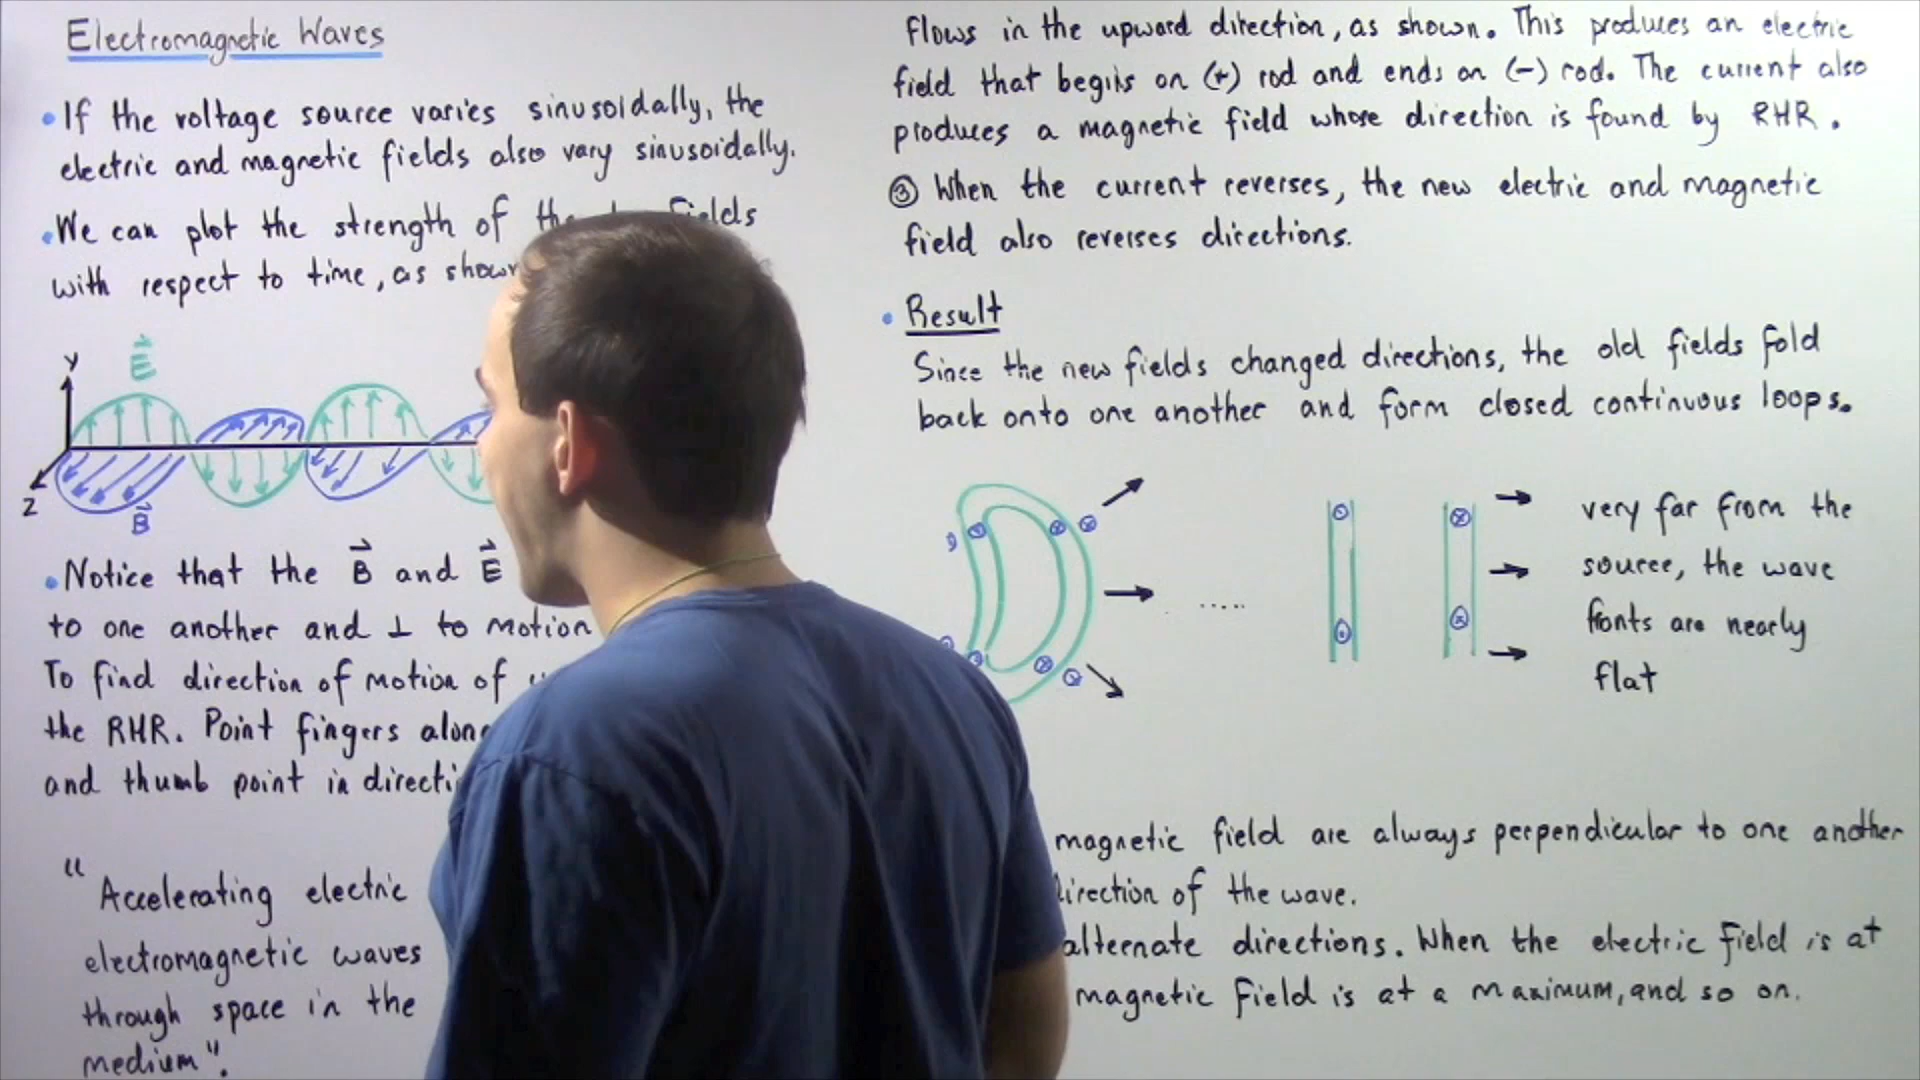 Electromagnetic Waves
• If the voltage source varies sinusoidally, the
electric and magnetic fields also vary sinusoidally.
• We can plot the strength of the fields
with respect to time, as shown
Y
E
Z
B
• Notice that the B and E
to one another and ⊥ to motion
To find direction of motion of
the RHR. Point fingers along
and thumb point in directi
"Accelerating electric
electromagnetic waves
through space in the
medium".
flows in the upward direction, as shown. This produces an electric
field that begins on (+) rod and ends on (-) rod. The current also
produces a magnetic field whose direction is found by RHR.
③ When the current reverses, the new electric and magnetic
field also reverses directions.
• Result
Since the new fields changed directions, the old fields fold
back onto one another and form closed continuous loops.
.....
very far from the
source, the wave
fronts are nearly
flat
magnetic field are always perpendicular to one another
direction of the wave.
alternate directions. When the electric field is at
magnetic field is at a maximum, and so on.